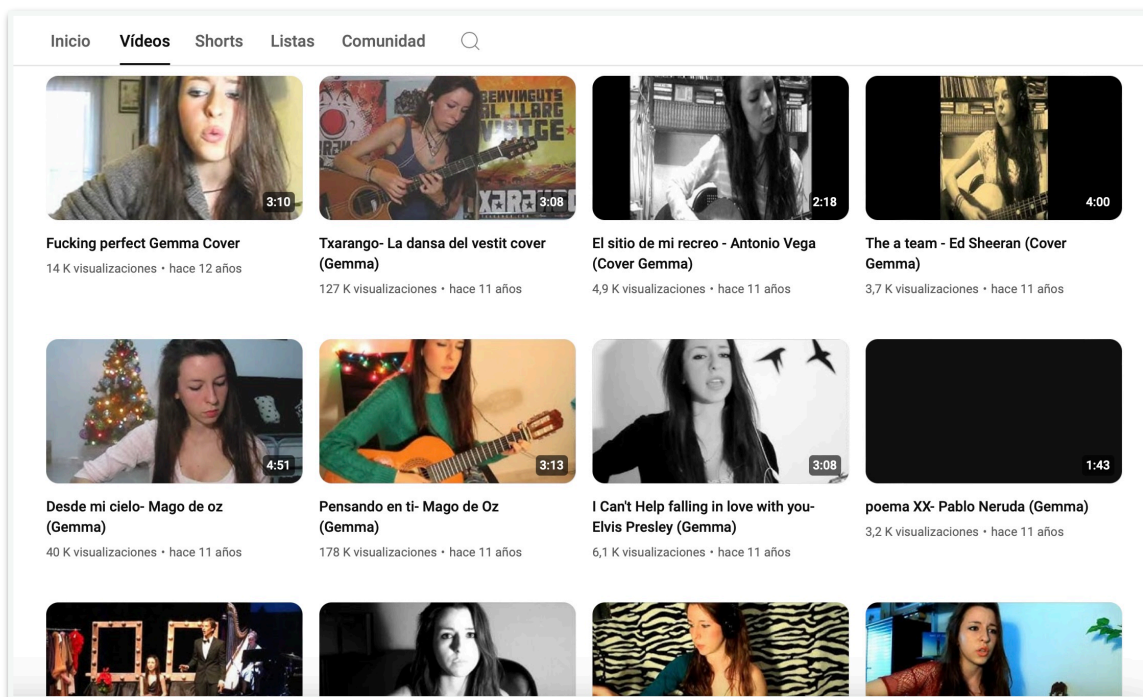 Inicio Vídeos Shorts Listas Comunidad
BENVINGUTS
AL LLARG
VIATGE
3:10
3:08
2:18
4:00
Fucking perfect Gemma Cover
14 K visualizaciones • hace 12 años
Txarango- La dansa del vestit cover
(Gemma)
127 K visualizaciones • hace 11 años
El sitio de mi recreo - Antonio Vega
(Cover Gemma)
4,9 K visualizaciones • hace 11 años
The a team - Ed Sheeran (Cover
Gemma)
3,7 K visualizaciones • hace 11 años
4:51
3:13
3:08
1:43
Desde mi cielo- Mago de oz
(Gemma)
40 K visualizaciones • hace 11 años
Pensando en ti- Mago de Oz
(Gemma)
178 K visualizaciones • hace 11 años
I Can't Help falling in love with you-
Elvis Presley (Gemma)
6,1 K visualizaciones • hace 11 años
poema XX- Pablo Neruda (Gemma)
3,2 K visualizaciones • hace 11 años